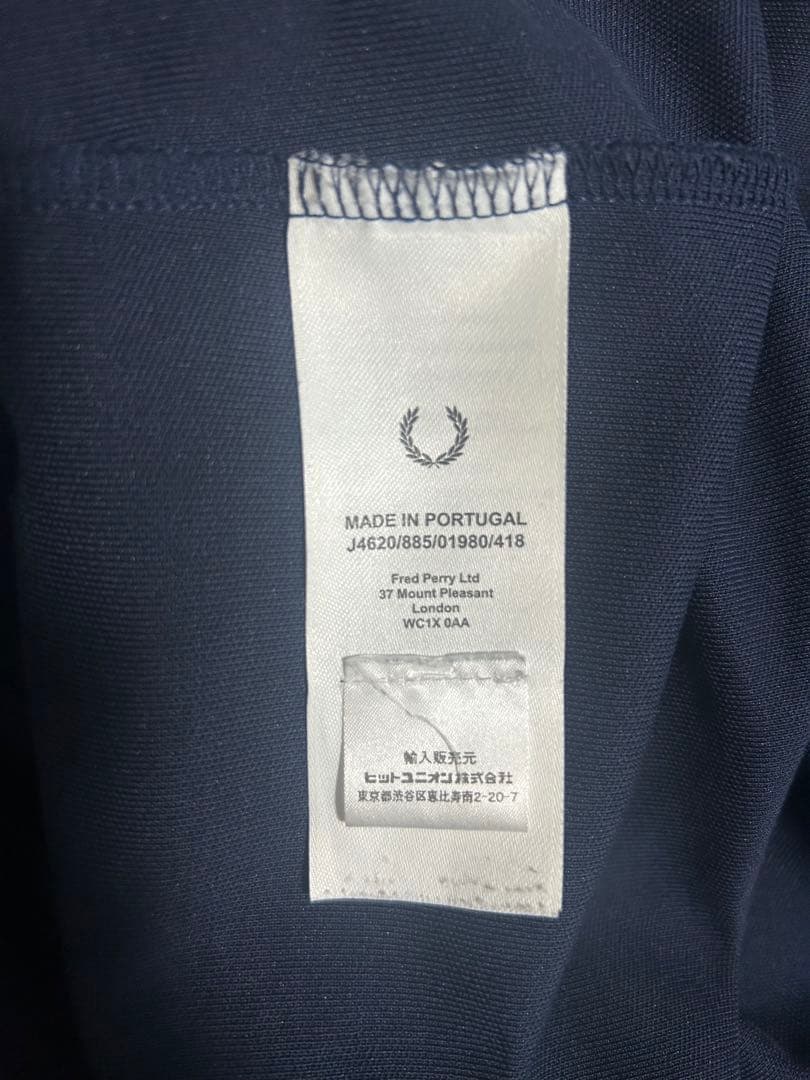 MADE IN PORTUGAL
J4620/885/01980/418
Fred Perry Ltd
37 Mount Pleasant
London
WC1X 0AA
輸入販売元
ヒットユニオン株式会社
東京都渋谷区恵比寿南2-20-7